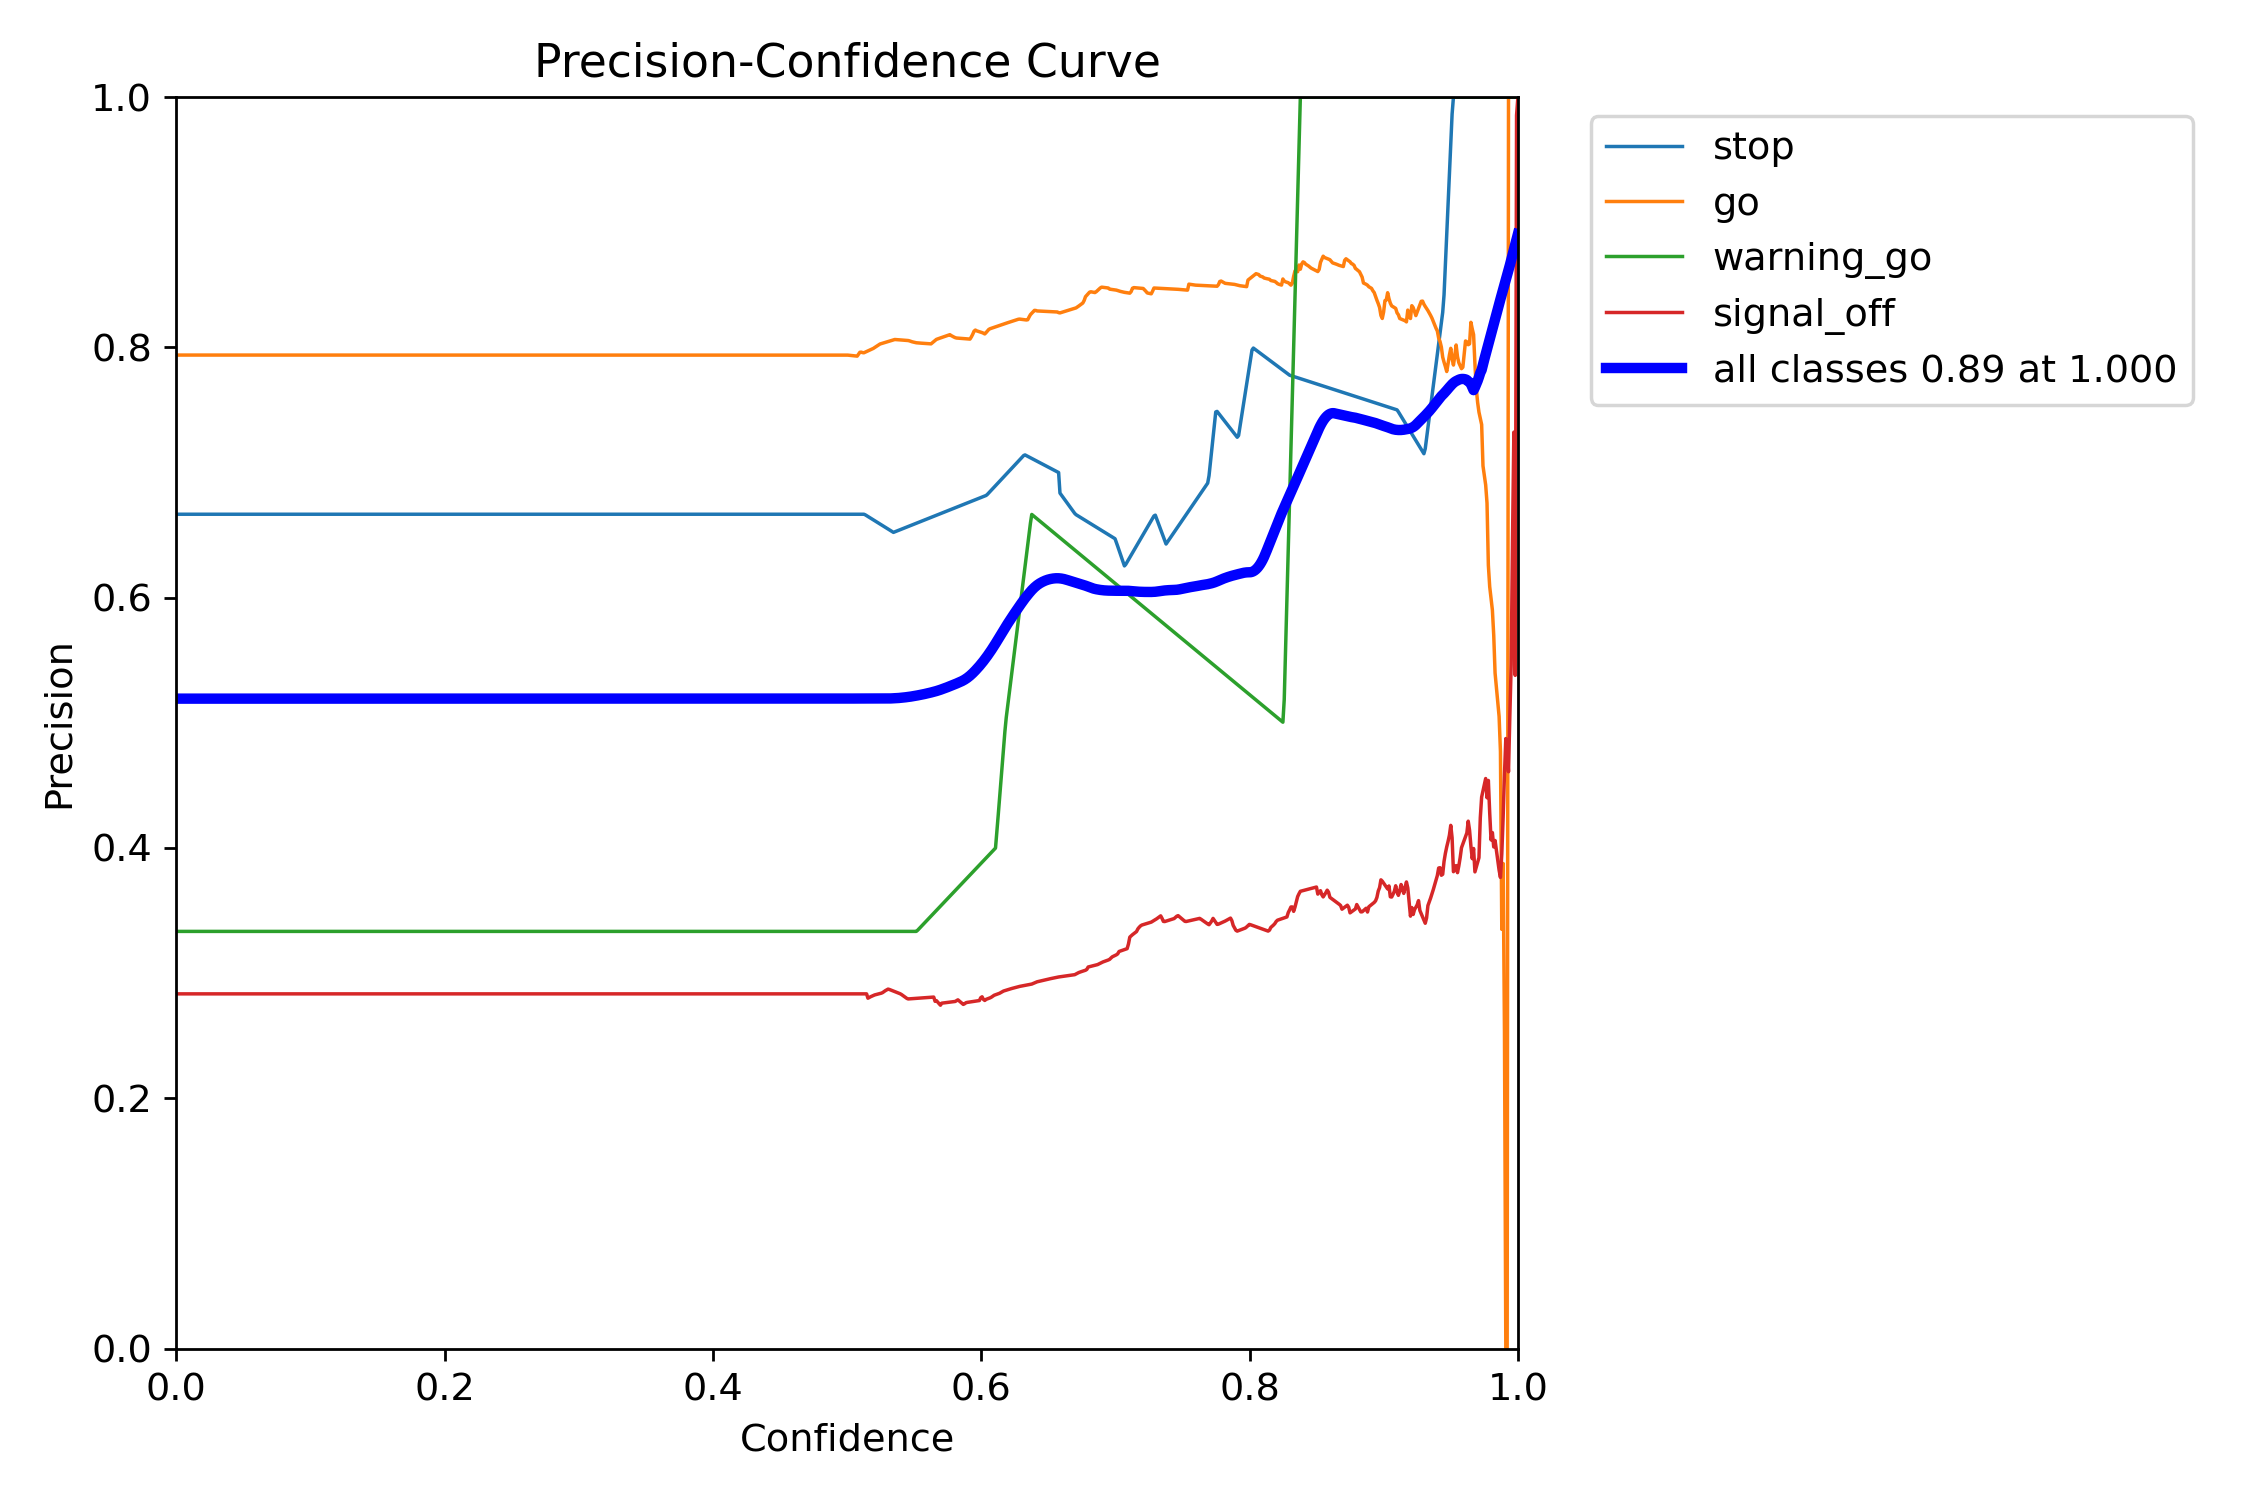 Precision-Confidence Curve
1.0
0.8
0.6
0.4
0.2
0.0
Precision
0.0 0.2 0.4 0.6 0.8 1.0
Confidence
stop
go
warning_go
signal_off
all classes 0.89 at 1.000